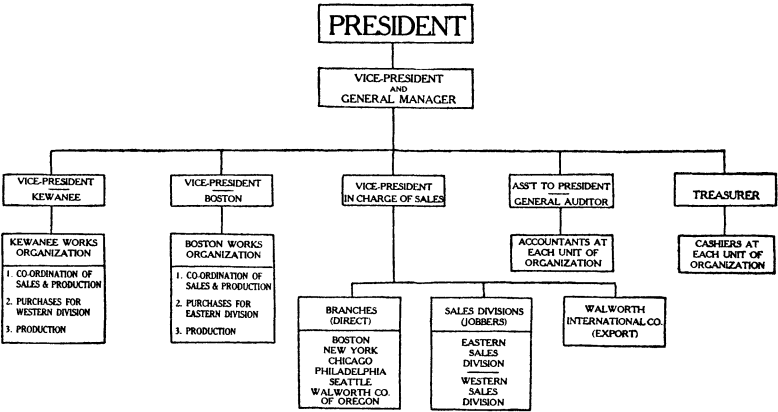 PRESIDENT
VICE-PRESIDENT
AND
GENERAL MANAGER
VICE-PRESIDENT
KEWANEE
VICE-PRESIDENT
BOSTON
VICE-PRESIDENT
IN CHARGE OF SALES
ASS'T TO PRESIDENT
GENERAL AUDITOR
TREASURER
KEWANEE WORKS
ORGANIZATION
1. CO-ORDINATION OF
SALES & PRODUCTION
2. PURCHASES FOR
WESTERN DIVISION
3. PRODUCTION
BOSTON WORKS
ORGANIZATION
1. CO-ORDINATION OF
SALES & PRODUCTION
2. PURCHASES FOR
EASTERN DIVISION
3. PRODUCTION
ACCOUNTANTS AT
EACH UNIT OF
ORGANIZATION
CASHIERS AT
EACH UNIT OF
ORGANIZATION
BRANCHES
(DIRECT)
BOSTON
NEW YORK
CHICAGO
PHILADELPHIA
SEATTLE
WALWORTH CO.
OF OREGON
SALES DIVISIONS
(JOBBERS)
EASTERN
SALES
DIVISION
WESTERN
SALES
DIVISION
WALWORTH
INTERNATIONAL CO.
(EXPORT)